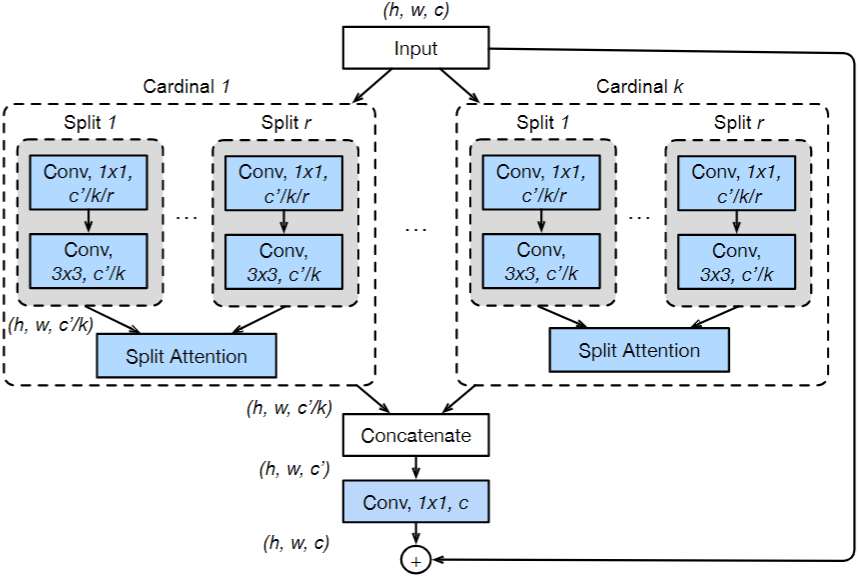 (h, w, c)
Input
Cardinal 1
Cardinal k
Split 1
Split r
Split 1
Split r
Conv, 1x1,
c’/k/r
Conv, 1x1,
c’/k/r
Conv, 1x1,
c’/k/r
Conv, 1x1,
c’/k/r
...
...
...
Conv,
3x3, c’/k
Conv,
3x3, c’/k
Conv,
3x3, c’/k
Conv,
3x3, c’/k
(h, w, c’/k)
Split Attention
Split Attention
(h, w, c’/k)
Concatenate
(h, w, c’)
Conv, 1x1, c
(h, w, c)
+